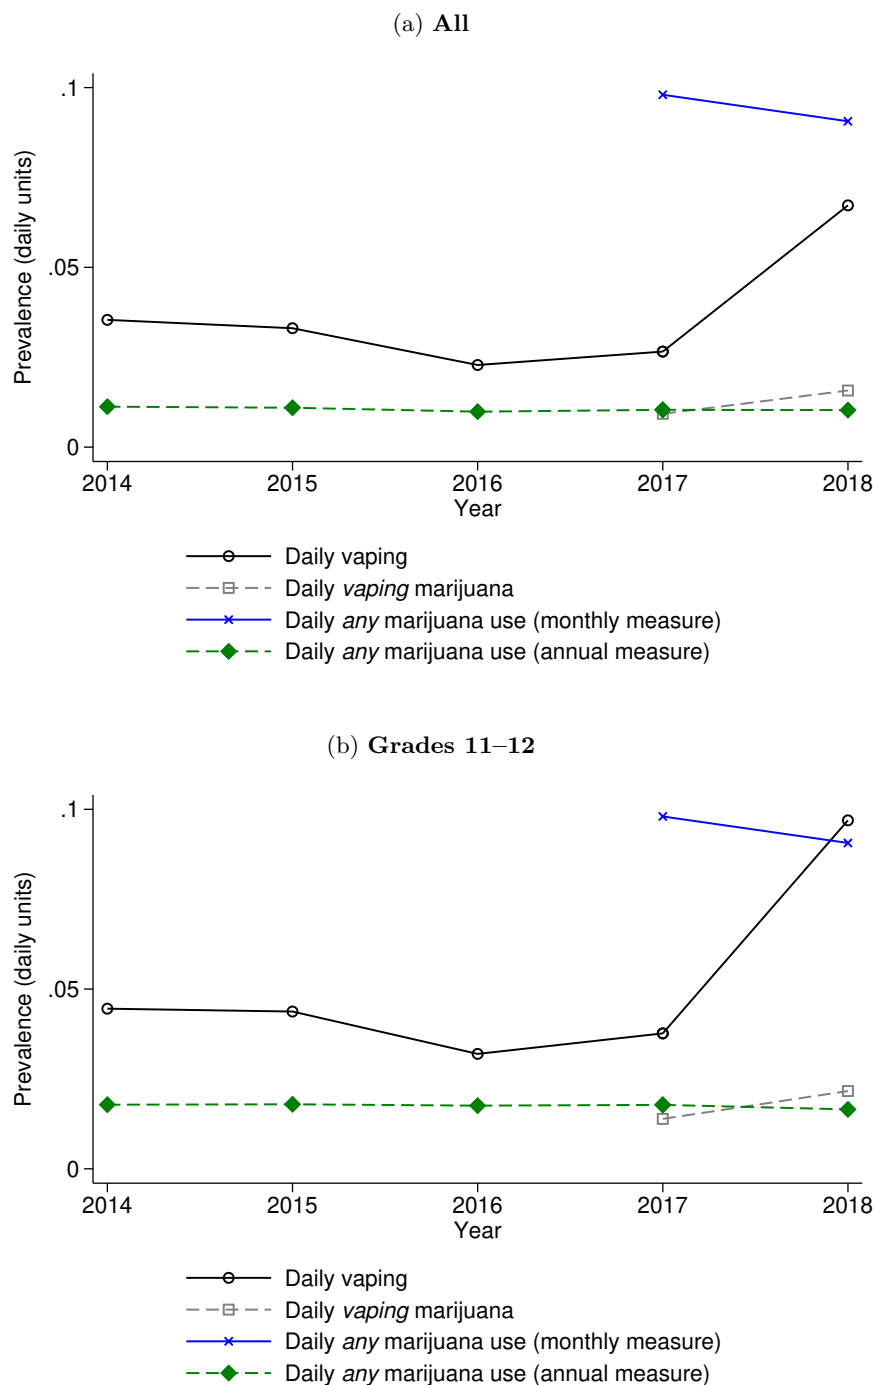 (a) All
.1
.05
0
Prevalence (daily units)
2014 2015 2016 2017 2018
Year
Daily vaping
Daily vaping marijuana
Daily any marijuana use (monthly measure)
Daily any marijuana use (annual measure)
(b) Grades 11–12
.1
.05
0
Prevalence (daily units)
2014 2015 2016 2017 2018
Year
Daily vaping
Daily vaping marijuana
Daily any marijuana use (monthly measure)
Daily any marijuana use (annual measure)